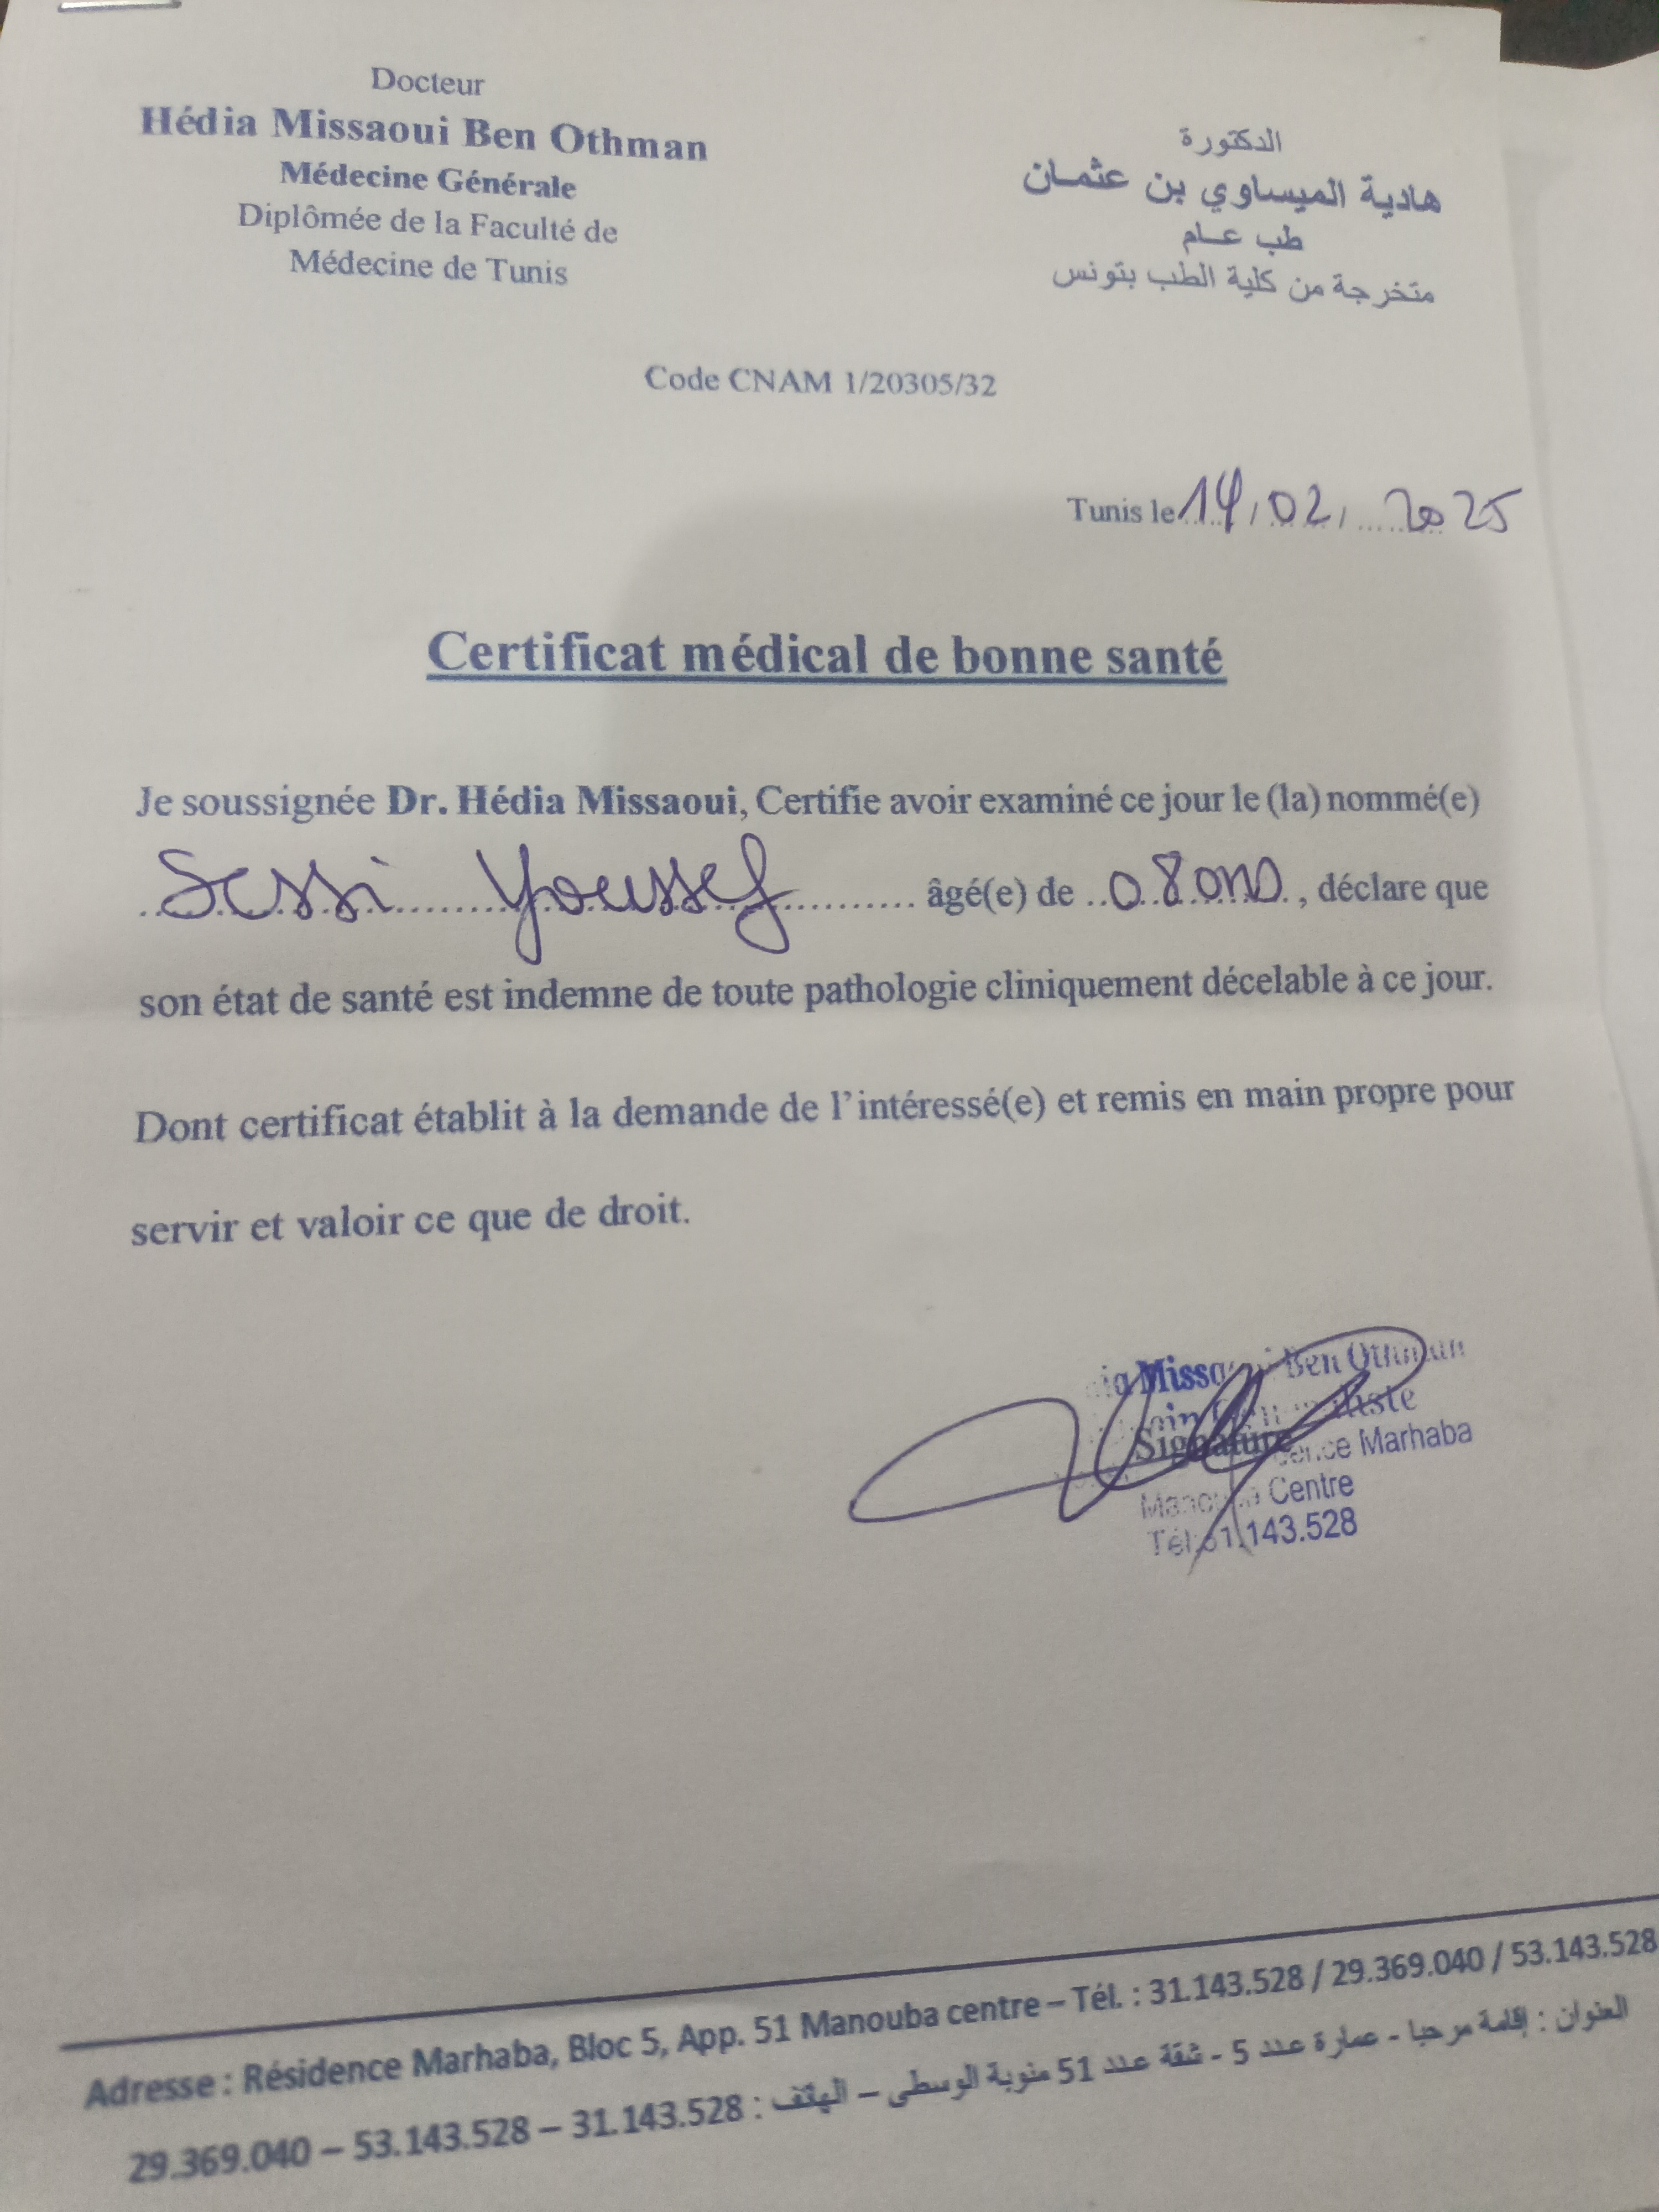 Docteur
Hédia Missaoui Ben Othman
Médecine Générale
Diplômée de la Faculté de
Médecine de Tunis
الدكتورة
هادية الميساوي بن عثمان
طب عام
متخرجة من كلية الطب بتونس
Code CNAM 1/20305/32
Tunis le 14/02/2025
Certificat médical de bonne santé
Je soussignée Dr. Hédia Missaoui, Certifie avoir examiné ce jour le (la) nommé(e)
Sessi Youssef âgé(e) de 08 ans, déclare que
son état de santé est indemne de toute pathologie cliniquement décelable à ce jour.
Dont certificat établit à la demande de l'intéressé(e) et remis en main propre pour
servir et valoir ce que de droit.
Missaoui Ben Othman
Signature
Marhaba
Manouba Centre
Tél: 31.143.528
Adresse : Résidence Marhaba, Bloc 5, App. 51 Manouba centre – Tél. : 31.143.528 / 29.369.040 / 53.143.528
العنوان : إقامة مرحبا - عمارة عدد 5 - شقة عدد 51 منوبة الوسطى – الهاتف : 31.143.528 – 53.143.528 – 29.369.040